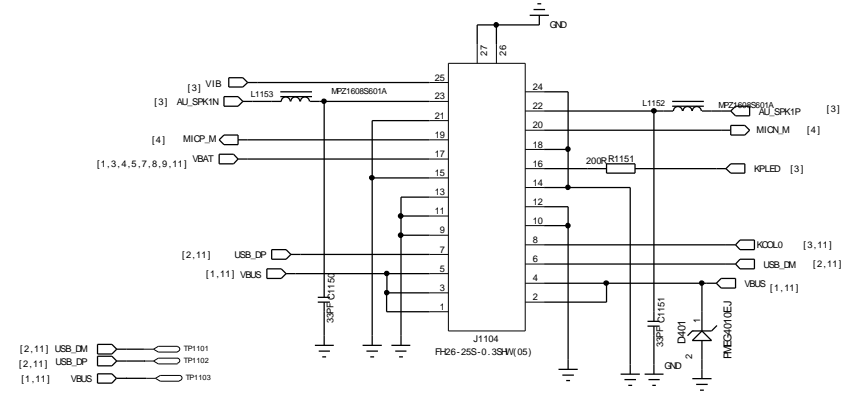 GND
27
26
[3] VIB
25
24
[3] AU_SPK1N
L1153
MPZ1608S601A
23
22
L1152
MPZ1608S601A
AU_SPK1P [3]
21
20
MICN_M [4]
[4] MICP_M
19
18
[1,3,4,5,7,8,9,11] VBAT
17
16
200R R1151
KPLED [3]
15
14
13
12
11
10
9
8
KCOL0 [3,11]
[2,11] USB_DP
7
6
USB_DM [2,11]
[1,11] VBUS
5
4
VBUS [1,11]
3
2
1
33PF C1150
33PF C1151
D401
1
2
PMEG4010EJ
J1104
FH26-25S-0.3SHW(05)
GND
[2,11] USB_DM
TP1101
[2,11] USB_DP
TP1102
[1,11] VBUS
TP1103